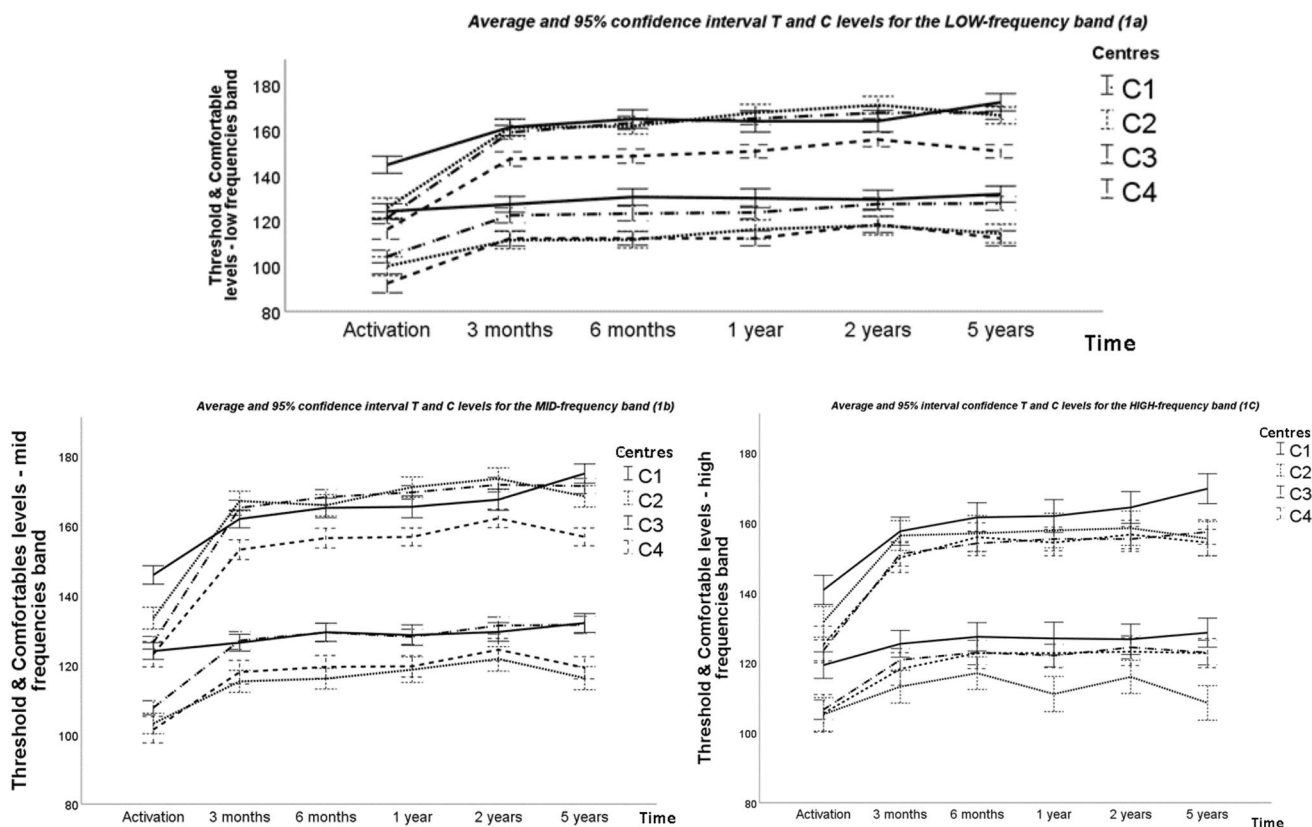 Average and 95% confidence interval T and C levels for the LOW-frequency band (1a)
Centres
C1
C2
C3
C4
Threshold & Comfortable
levels - low frequencies band
180
160
140
120
100
80
Activation 3 months 6 months 1 year 2 years 5 years
Time
Average and 95% confidence interval T and C levels for the MID-frequency band (1b)
Centres
C1
C2
C3
C4
Threshold & Comfortables levels - mid
frequencies band
180
160
140
120
100
80
Activation 3 months 6 months 1 year 2 years 5 years Time
Average and 95% interval confidence T and C levels for the HIGH-frequency band (1C)
Centres
C1
C2
C3
C4
Threshold & Comfortable levels - high
frequencies band
180
160
140
120
100
80
Activation 3 months 6 months 1 year 2 years 5 years Time